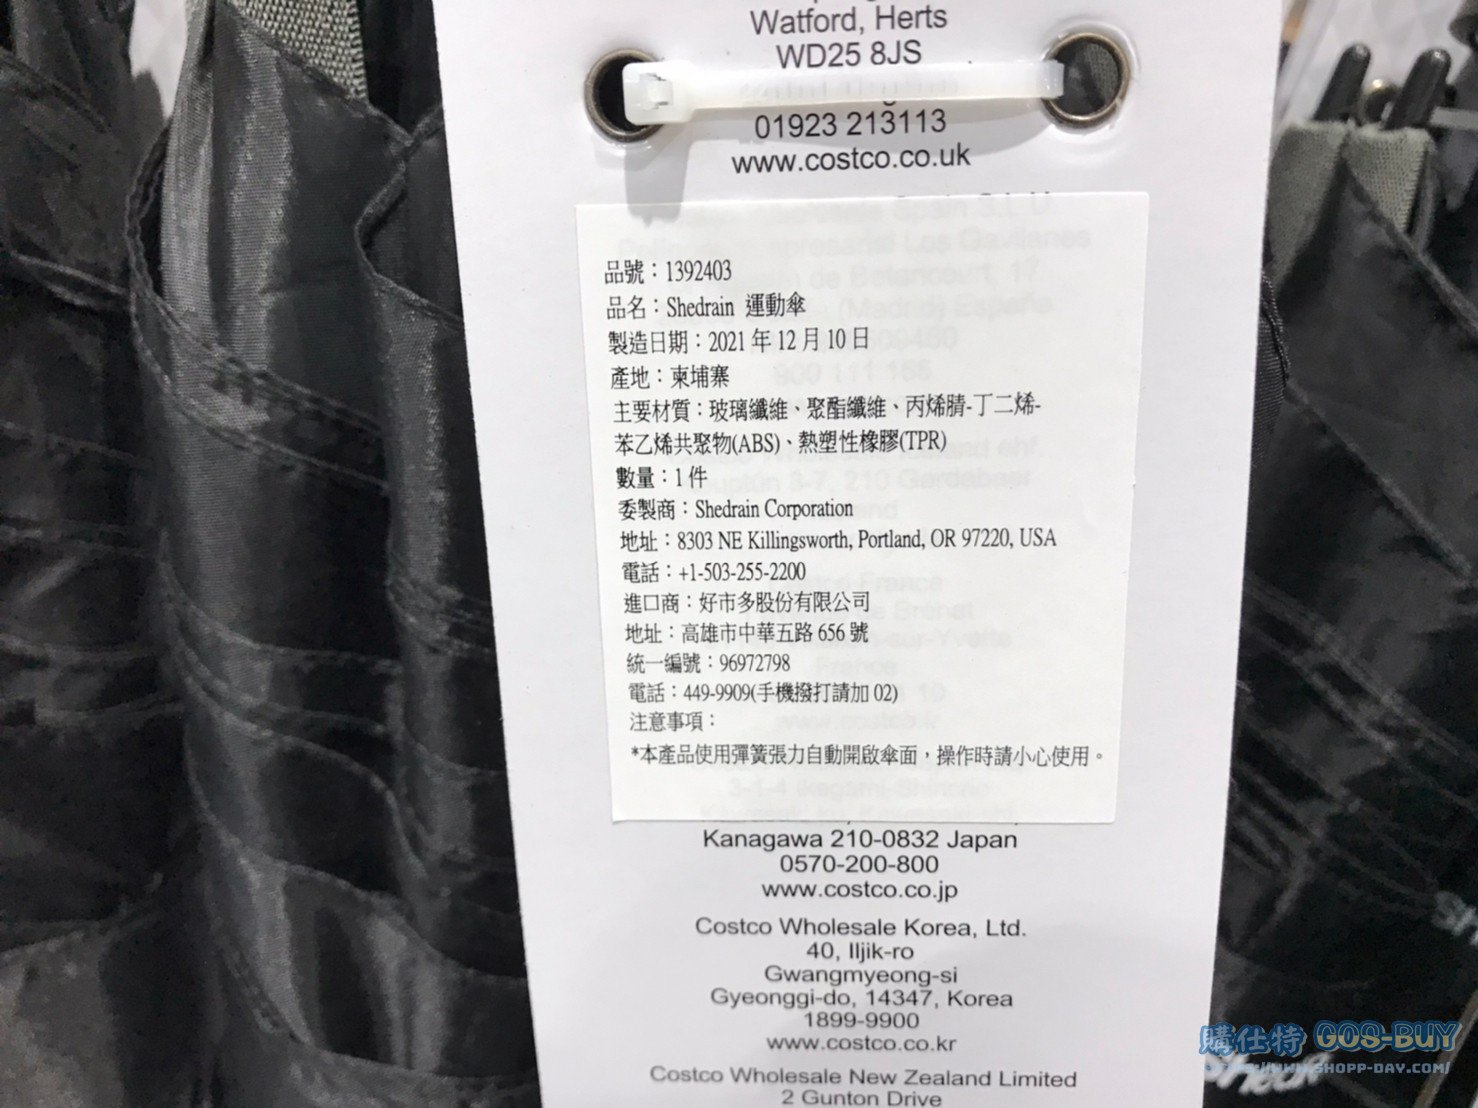 Watford, Herts
WD25 8JS
01923 213113
www.costco.co.uk
品號：1392403
品名：Shedrain 運動傘
製造日期：2021 年 12 月 10 日
產地：柬埔寨
主要材質：玻璃纖維、聚酯纖維、丙烯腈-丁二烯-
苯乙烯共聚物(ABS)、熱塑性橡膠(TPR)
數量：1 件
委製商：Shedrain Corporation
地址：8303 NE Killingsworth, Portland, OR 97220, USA
電話：+1-503-255-2200
進口商：好市多股份有限公司
地址：高雄市中華五路 656 號
統一編號：96972798
電話：449-9909(手機撥打請加 02)
注意事項：
*本產品使用彈簧張力自動開啟傘面，操作時請小心使用。
Kanagawa 210-0832 Japan
0570-200-800
www.costco.co.jp
Costco Wholesale Korea, Ltd.
40, Iljik-ro
Gwangmyeong-si
Gyeonggi-do, 14347, Korea
1899-9900
www.costco.co.kr
Costco Wholesale New Zealand Limited
2 Gunton Drive
購仕特 GOS-BUY
HTTPS://WWW.SHOPP-DAY.COM/